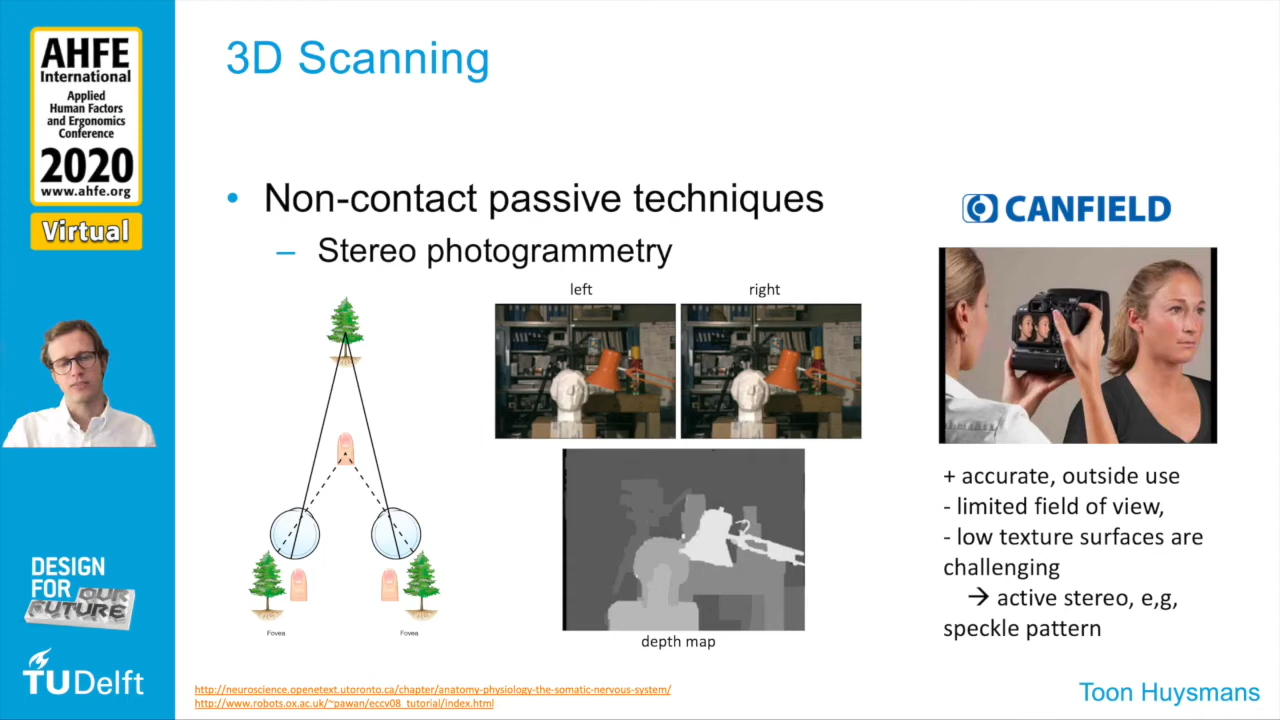 AHFE
International
Applied
Human Factors
and Ergonomics
Conference
2020
www.ahfe.org
Virtual
DESIGN
FOR
OUR
FUTURE
TUDelft
3D Scanning
• Non-contact passive techniques
– Stereo photogrammetry
left right
depth map
Fovea Fovea
CANFIELD
+ accurate, outside use
- limited field of view,
- low texture surfaces are
challenging
→ active stereo, e,g,
speckle pattern
http://neuroscience.openetext.utoronto.ca/chapter/anatomy-physiology-the-somatic-nervous-system/
http://www.robots.ox.ac.uk/~pawan/eccv08_tutorial/index.html
Toon Huysmans